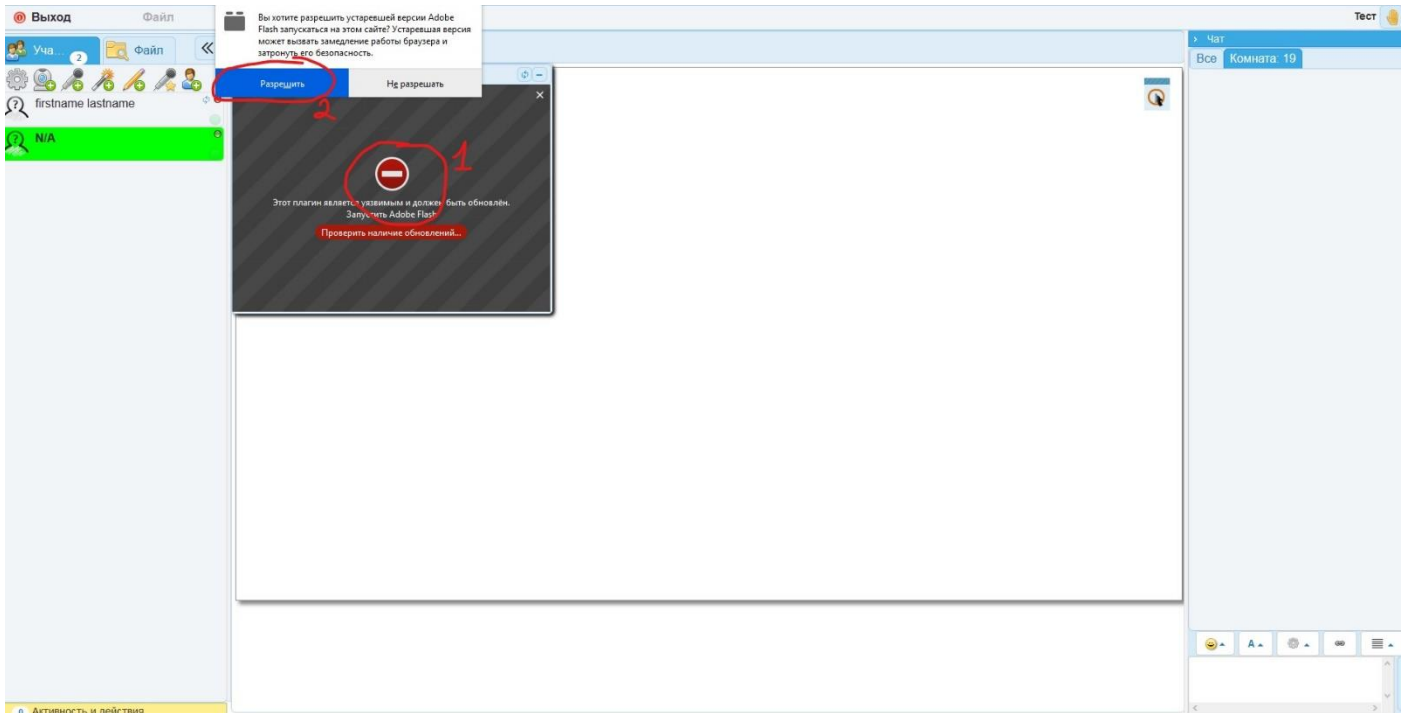 Выход
Файл
Вы хотите разрешить устаревшей версии Adobe
Flash запускаться на этом сайте? Устаревшая версия
может вызвать замедление работы браузера и
затронуть его безопасность.
Разрешить
Не разрешать
2
Тест
Уча...
2
Файл
Чат
Все
Комната: 19
firstname lastname
N/A
1
Этот плагин является уязвимым и должен быть обновлён.
Запустить Adobe Flash
Проверить наличие обновлений...
A
0
Активность и действия